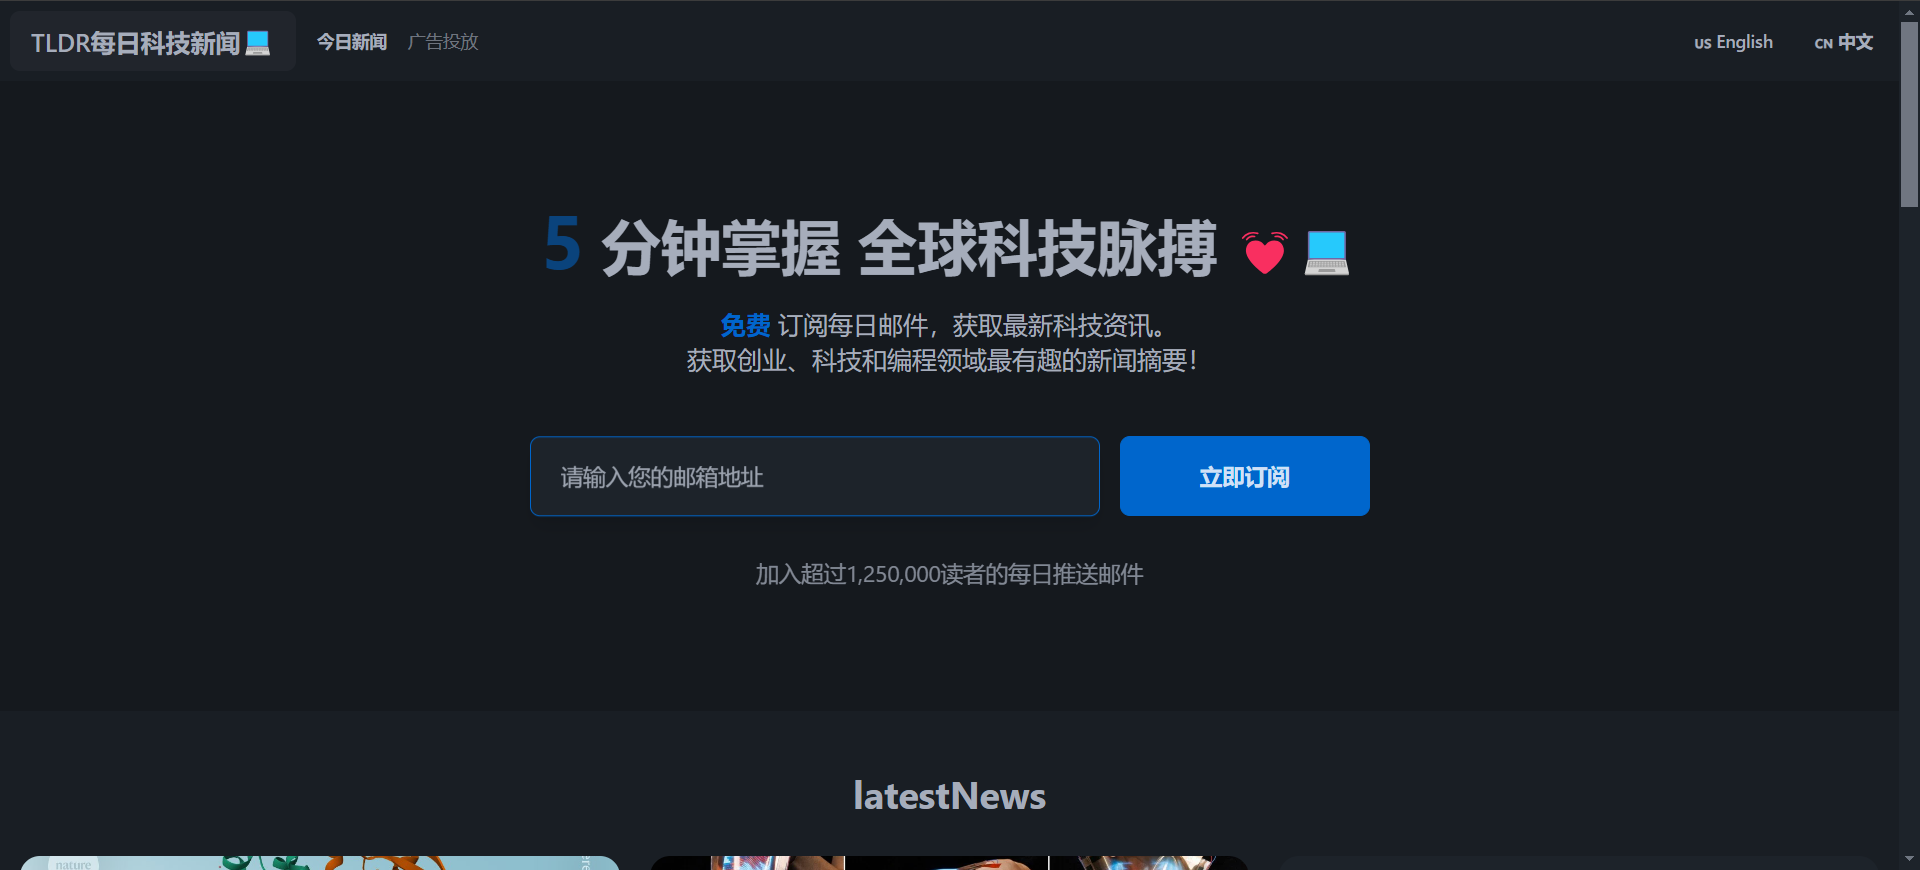 TLDR每日科技新闻💻
今日新闻
广告投放
US English
CN 中文
5 分钟掌握 全球科技脉搏 💓 💻
免费 订阅每日邮件，获取最新科技资讯。
获取创业、科技和编程领域最有趣的新闻摘要！
请输入您的邮箱地址
立即订阅
加入超过1,250,000读者的每日推送邮件
latestNews
nature